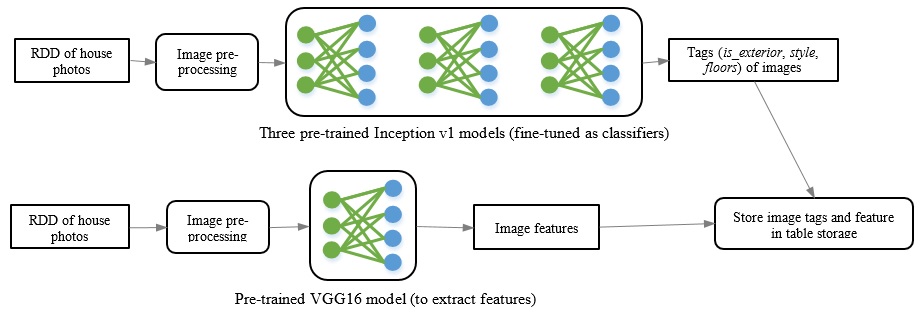 RDD of house
photos
Image pre-
processing
Tags (is_exterior, style,
floors) of images
Three pre-trained Inception v1 models (fine-tuned as classifiers)
RDD of house
photos
Image pre-
processing
Image features
Store image tags and feature
in table storage
Pre-trained VGG16 model (to extract features)